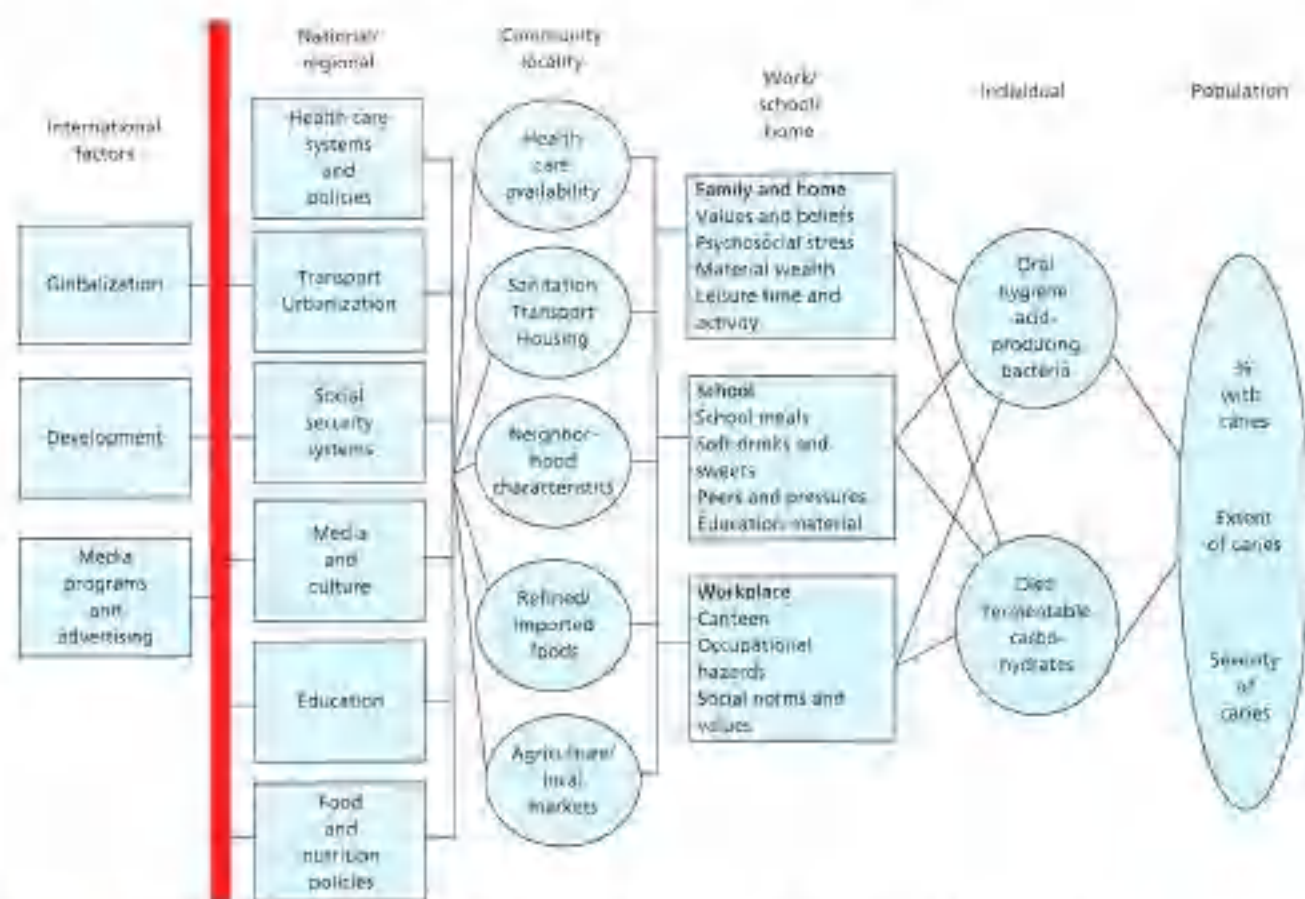 International
factors
Globalization
Development
Media
programs
and
advertising
National/
regional
Health care
systems
and
policies
Transport
Urbanization
Social
security
systems
Media
and
culture
Education
Food
and
nutrition
policies
Community
locality
Health
care
availability
Sanitation
Transport
Housing
Neighbor-
hood
characteristics
Refined/
imported
foods
Agriculture/
local
markets
Work/
school/
home
Family and home
Values and beliefs
Psychosocial stress
Material wealth
Leisure time and
activity
School
School meals
Soft drinks and
sweets
Peers and pressures
Education material
Workplace
Canteen
Occupational
hazards
Social norms and
values
Individual
Oral
hygiene
acid-
producing
bacteria
Diet
fermentable
carbo-
hydrates
Population
%
with
caries
Extent
of caries
Severity
of
caries